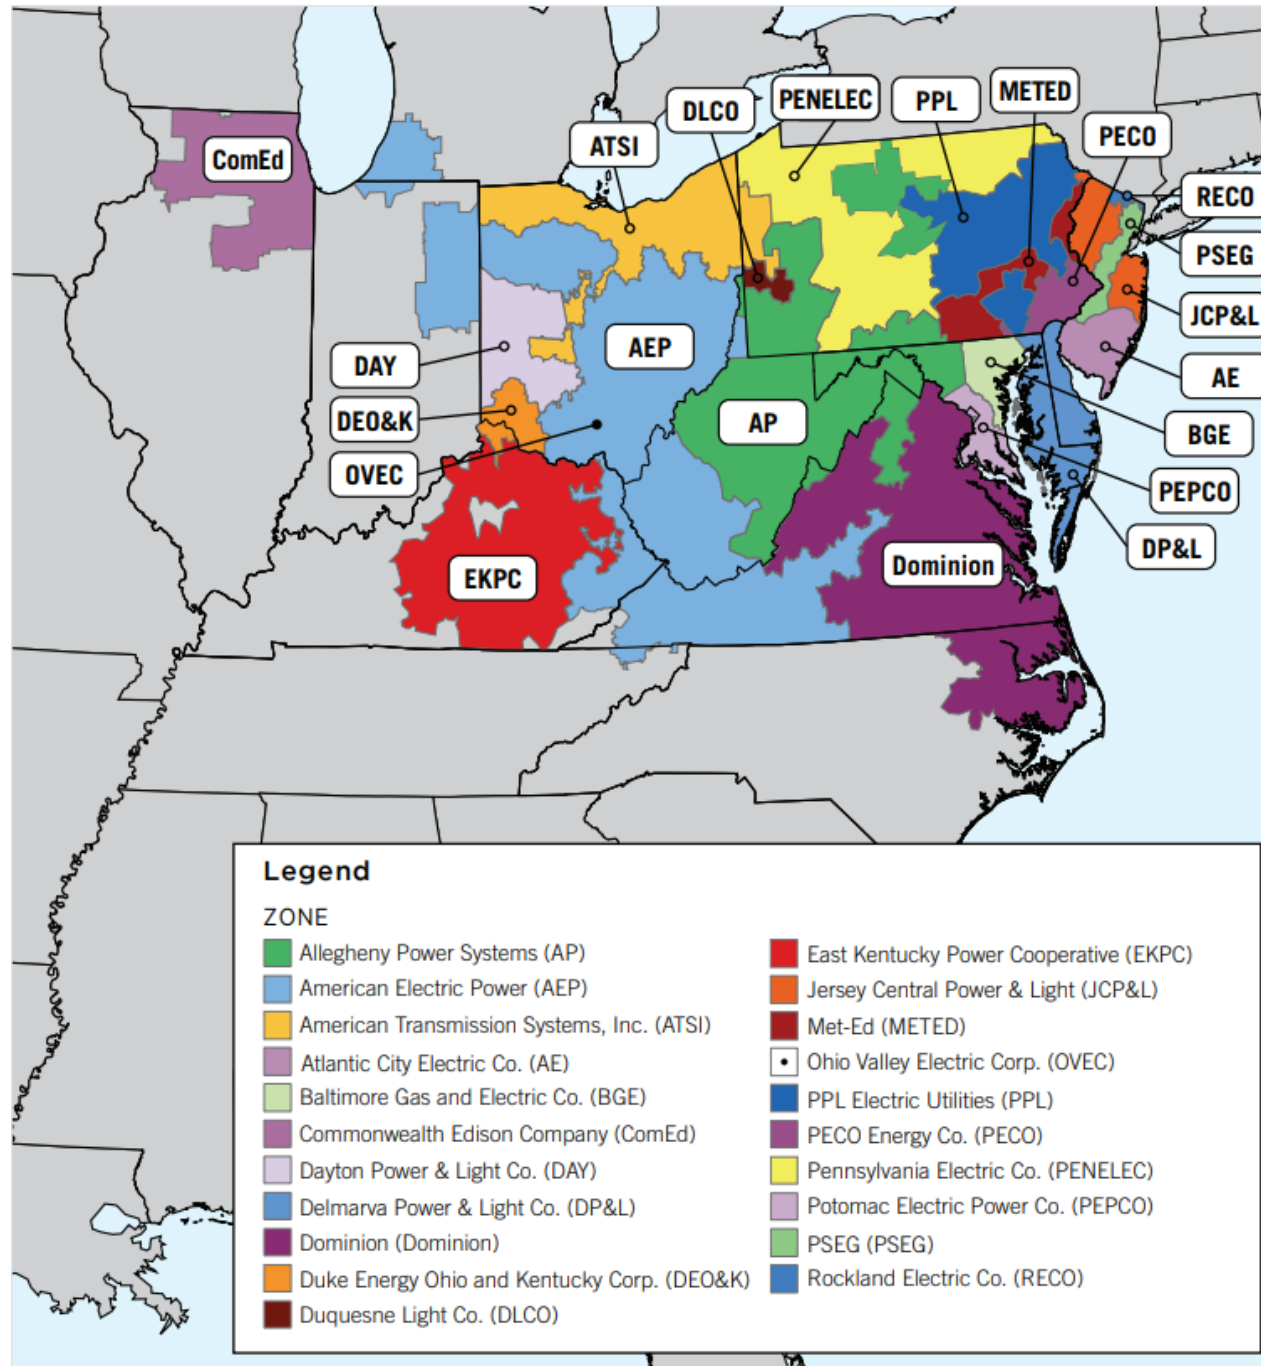 DLCO
PENELEC
PPL
METED
ATSI
PECO
ComEd
RECO
PSEG
JCP&L
DAY
AEP
AE
DEO&K
AP
BGE
OVEC
PEPCO
DP&L
EKPC
Dominion
Legend
ZONE
Allegheny Power Systems (AP)
American Electric Power (AEP)
American Transmission Systems, Inc. (ATSI)
Atlantic City Electric Co. (AE)
Baltimore Gas and Electric Co. (BGE)
Commonwealth Edison Company (ComEd)
Dayton Power & Light Co. (DAY)
Delmarva Power & Light Co. (DP&L)
Dominion (Dominion)
Duke Energy Ohio and Kentucky Corp. (DEO&K)
Duquesne Light Co. (DLCO)
East Kentucky Power Cooperative (EKPC)
Jersey Central Power & Light (JCP&L)
Met-Ed (METED)
Ohio Valley Electric Corp. (OVEC)
PPL Electric Utilities (PPL)
PECO Energy Co. (PECO)
Pennsylvania Electric Co. (PENELEC)
Potomac Electric Power Co. (PEPCO)
PSEG (PSEG)
Rockland Electric Co. (RECO)